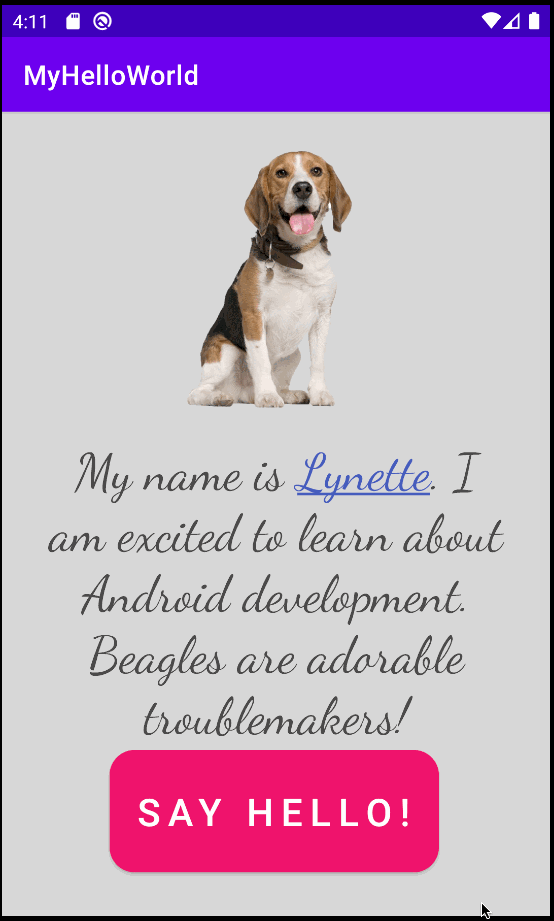 4:11
MyHelloWorld
My name is Lynette. I
am excited to learn about
Android development.
Beagles are adorable
troublemakers!
SAY HELLO!